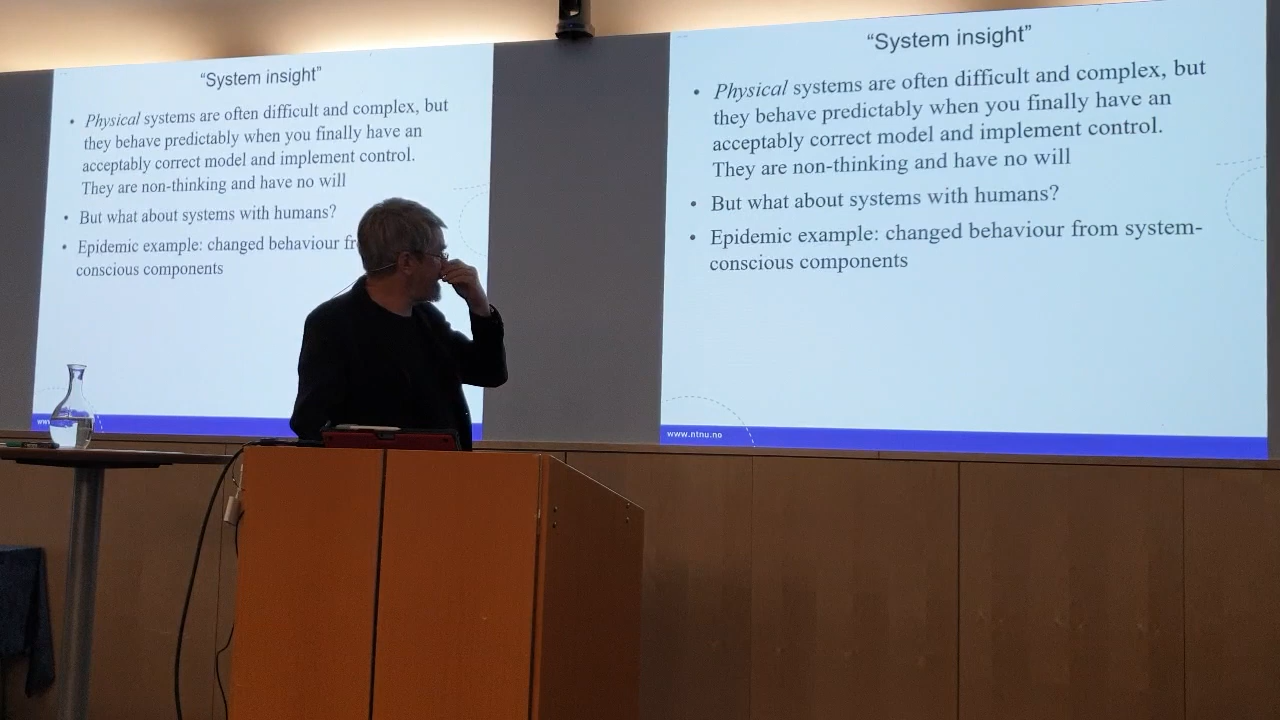 “System insight”
• Physical systems are often difficult and complex, but
they behave predictably when you finally have an
acceptably correct model and implement control.
They are non-thinking and have no will
• But what about systems with humans?
• Epidemic example: changed behaviour fr
conscious components
www
“System insight”
• Physical systems are often difficult and complex, but
they behave predictably when you finally have an
acceptably correct model and implement control.
They are non-thinking and have no will
• But what about systems with humans?
• Epidemic example: changed behaviour from system-
conscious components
www.ntnu.no